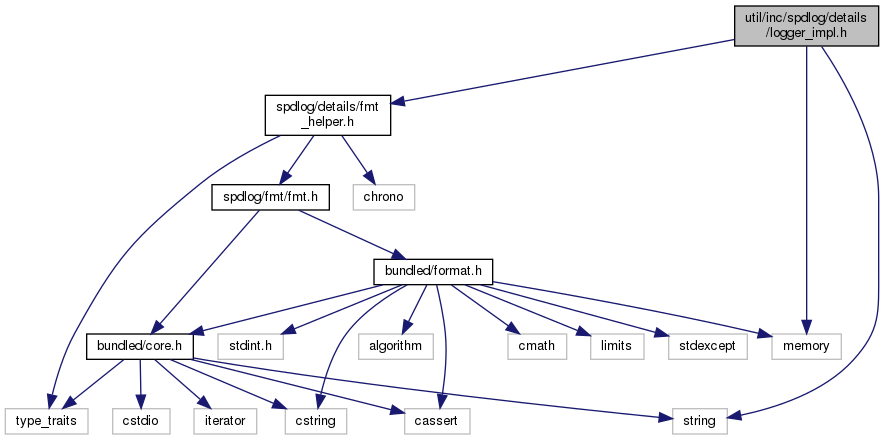 util/inc/spdlog/details
/logger_impl.h
spdlog/details/fmt
_helper.h
spdlog/fmt/fmt.h
chrono
bundled/format.h
bundled/core.h
stdint.h
algorithm
cmath
limits
stdexcept
memory
type_traits
cstdio
iterator
cstring
cassert
string